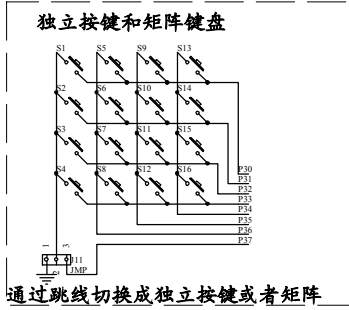 独立按键和矩阵键盘
S1 S5 S9 S13
S2 S6 S10 S14
S3 S7 S11 S15
S4 S8 S12 S16
P30
P31
P32
P33
P34
P35
P36
P37
1 2 3
J11
JMP
通过跳线切换成独立按键或者矩阵